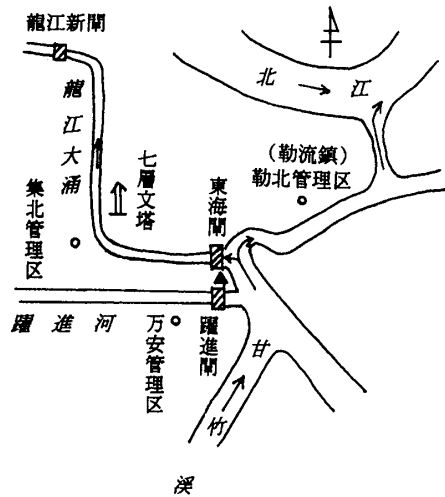 龍江新閘
北江
龍江大涌
七層文塔
東海閘
（勒流鎮）
勒北管理区
集北管理区
躍進河
万安管理区
躍進閘
甘竹溪